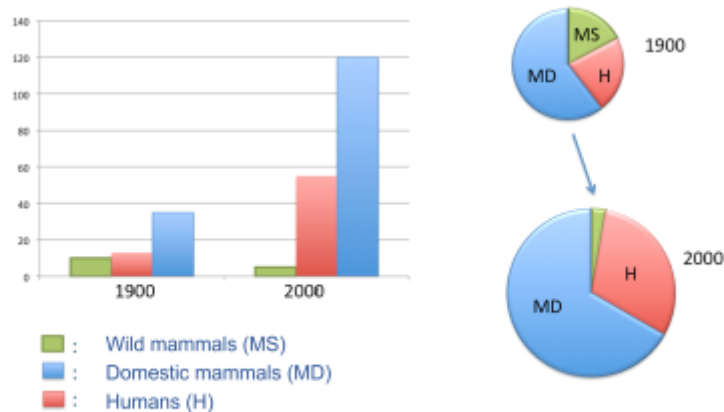 140
120
100
80
60
40
20
0
1900
2000
: Wild mammals (MS)
: Domestic mammals (MD)
: Humans (H)
MS
MD
H
1900
MD
H
2000